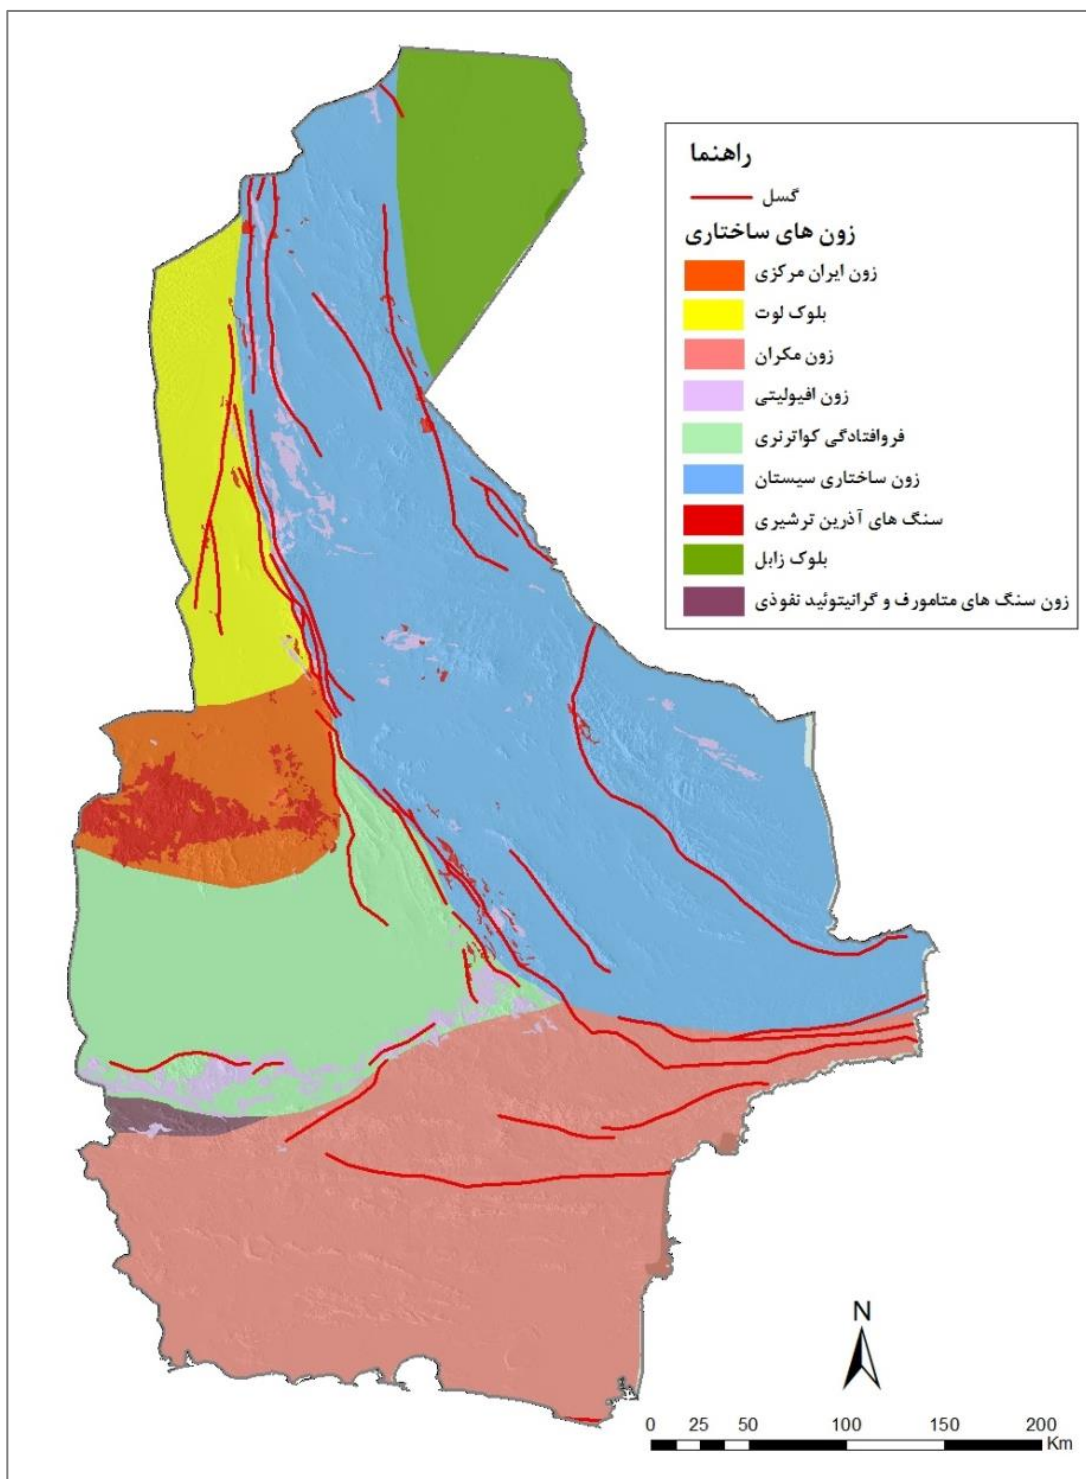 راهنما
گسل
زون های ساختاری
زون ایران مرکزی
بلوک لوت
زون مکران
زون افیولیتی
فروافتادگی کواترنری
زون ساختاری سیستان
سنگ های آذرین ترشیری
بلوک زابل
زون سنگ های متامورف و گرانیتوئید نفوذی
N
0 25 50 100 150 200
Km